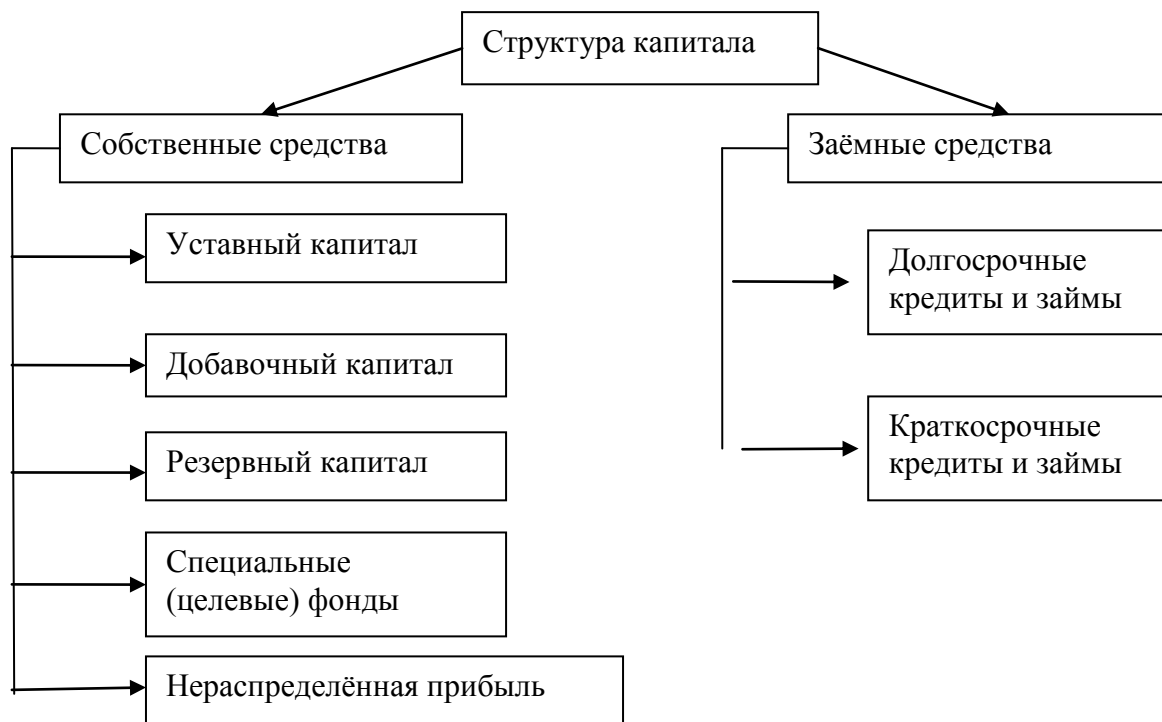 Структура капитала
Собственные средства
Уставный капитал
Добавочный капитал
Резервный капитал
Специальные
(целевые) фонды
Нераспределённая прибыль
Заёмные средства
Долгосрочные
кредиты и займы
Краткосрочные
кредиты и займы